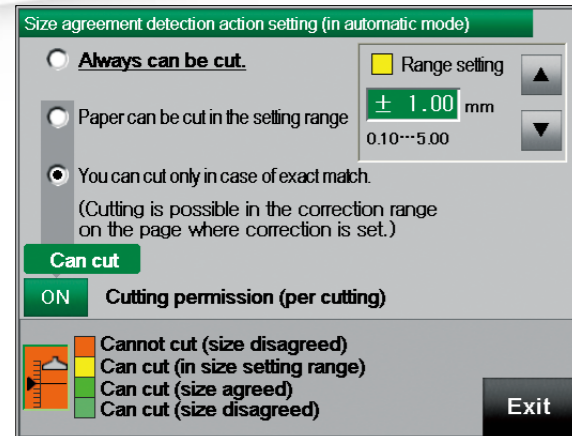 Size agreement detection action setting (in automatic mode)
Always can be cut.
Range setting
± 1.00 mm
0.10···5.00
Paper can be cut in the setting range
You can cut only in case of exact match.
(Cutting is possible in the correction range
on the page where correction is set.)
Can cut
ON Cutting permission (per cutting)
Cannot cut (size disagreed)
Can cut (in size setting range)
Can cut (size agreed)
Can cut (size disagreed)
Exit